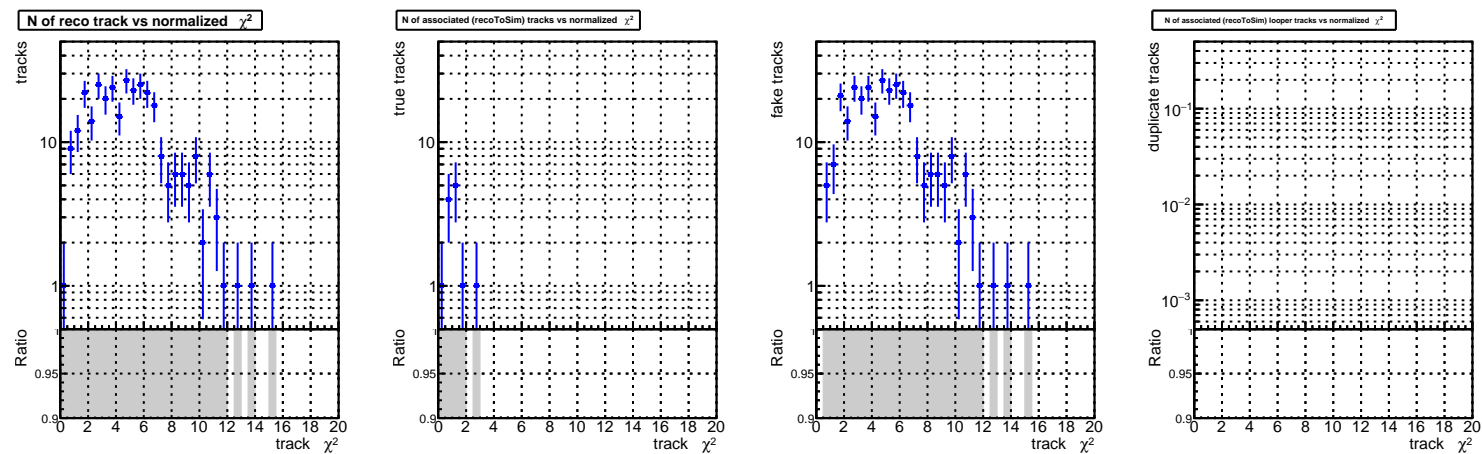 N of reco track vs normalized χ²
tracks
10
1
Ratio
1
0.95
0.9
0 2 4 6 8 10 12 14 16 18 20
track χ²
N of associated (recoToSim) tracks vs normalized χ²
true tracks
10
1
Ratio
1
0.95
0.9
0 2 4 6 8 10 12 14 16 18 20
track χ²
fake tracks
10
1
Ratio
1
0.95
0.9
0 2 4 6 8 10 12 14 16 18 20
track χ²
N of associated (recoToSim) looper tracks vs normalized χ²
duplicate tracks
10⁻¹
10⁻²
10⁻³
Ratio
1
0.95
0.9
0 2 4 6 8 10 12 14 16 18 20
track χ²